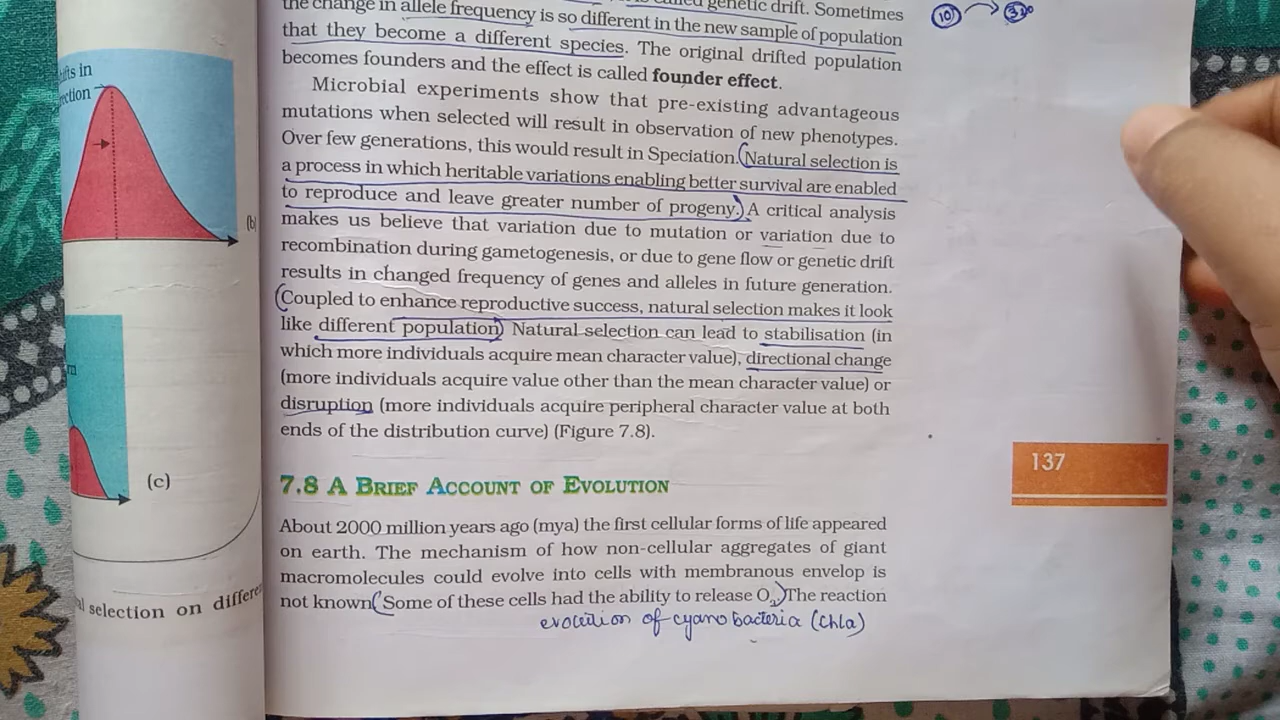 genetic drift. Sometimes
the change in allele frequency is so different in the new sample of population
that they become a different species. The original drifted population
becomes founders and the effect is called founder effect.
Microbial experiments show that pre-existing advantageous
mutations when selected will result in observation of new phenotypes.
Over few generations, this would result in Speciation. (Natural selection is
a process in which heritable variations enabling better survival are enabled
to reproduce and leave greater number of progeny.) A critical analysis
makes us believe that variation due to mutation or variation due to
recombination during gametogenesis, or due to gene flow or genetic drift
results in changed frequency of genes and alleles in future generation.
(Coupled to enhance reproductive success, natural selection makes it look
like different population) Natural selection can lead to stabilisation (in
which more individuals acquire mean character value), directional change
(more individuals acquire value other than the mean character value) or
disruption (more individuals acquire peripheral character value at both
ends of the distribution curve) (Figure 7.8).
7.8 A BRIEF ACCOUNT OF EVOLUTION
About 2000 million years ago (mya) the first cellular forms of life appeared
on earth. The mechanism of how non-cellular aggregates of giant
macromolecules could evolve into cells with membranous envelop is
not known (Some of these cells had the ability to release O₂) The reaction
evolution of cyanobacteria (Chla)
137
in
(b)
(c)
selection on
10